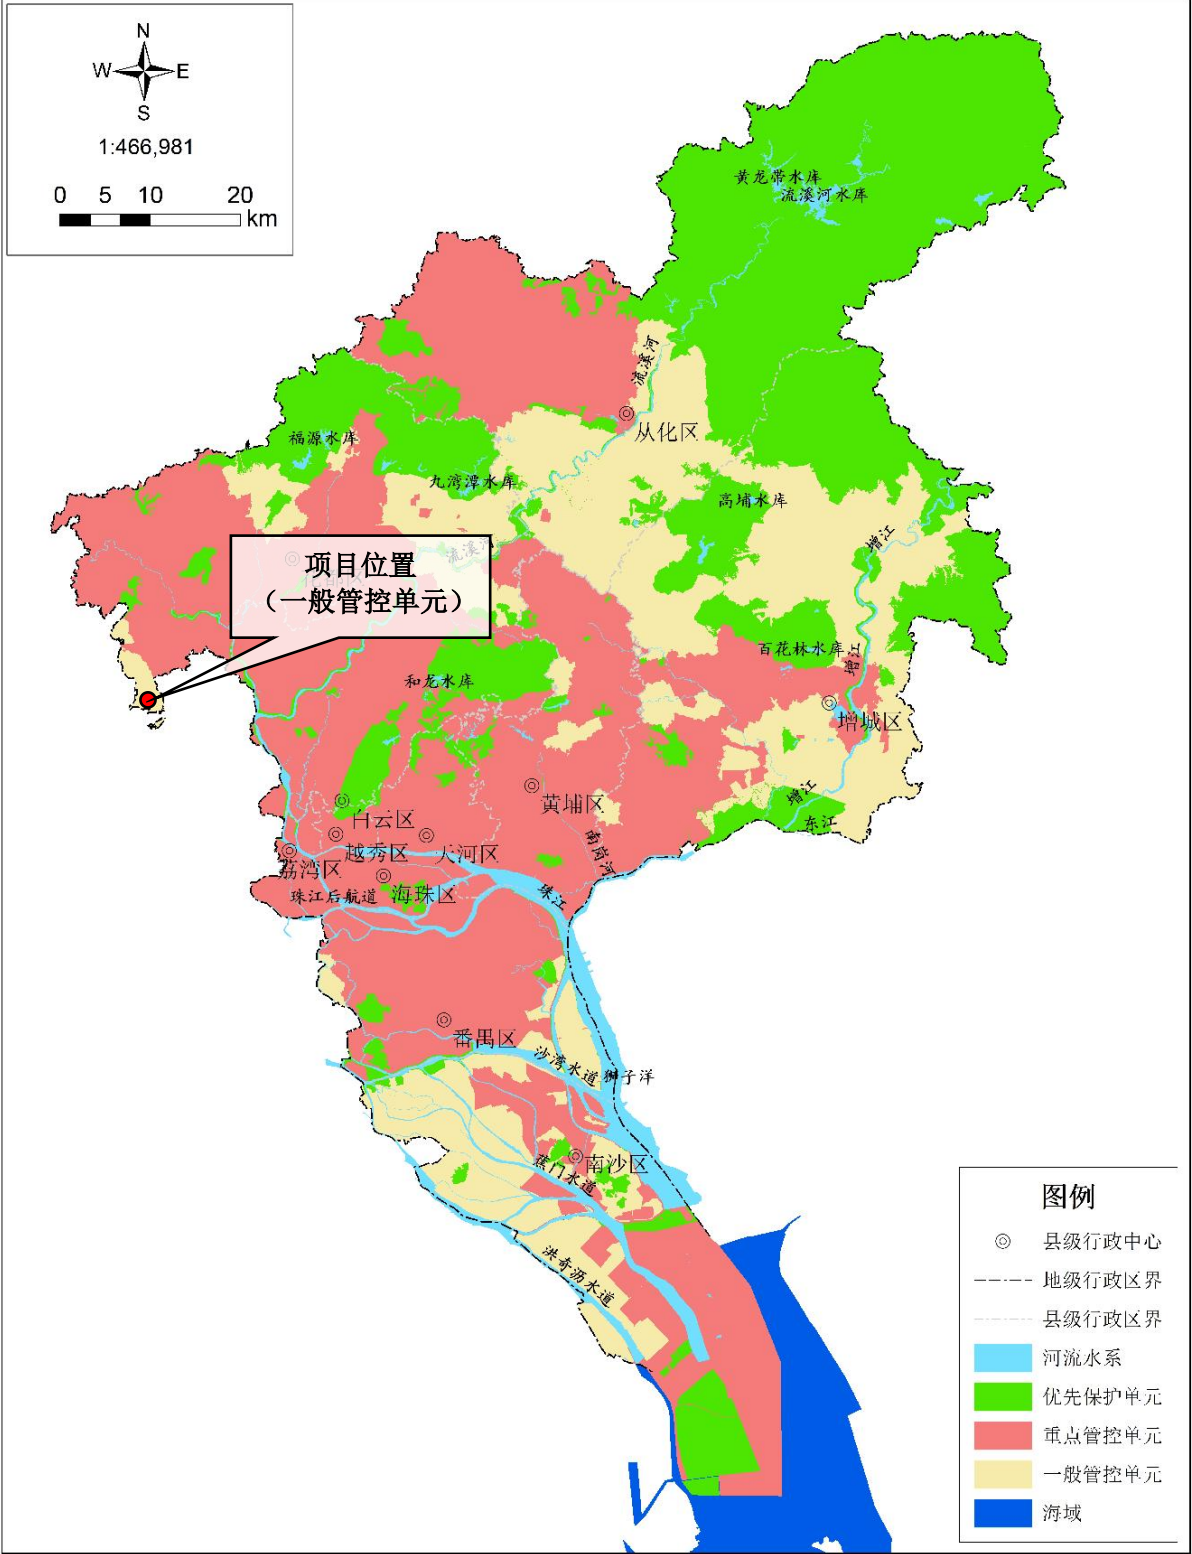 N
W E
S
1:466,981
0 5 10 20
km
黄龙带水库
流溪河水库
流溪河
从化区
福源水库
九湾潭水库
高埔水库
增江
流溪河
项目位置
（一般管控单元）
百花林水库
增江
和龙水库
增城区
黄埔区
增江
东江
白云区
南岗河
越秀区
天河区
荔湾区
海珠区
珠江后航道
珠江
番禺区
沙湾水道
狮子洋
南沙区
蕉门水道
洪奇沥水道
图例
县级行政中心
地级行政区界
县级行政区界
河流水系
优先保护单元
重点管控单元
一般管控单元
海域